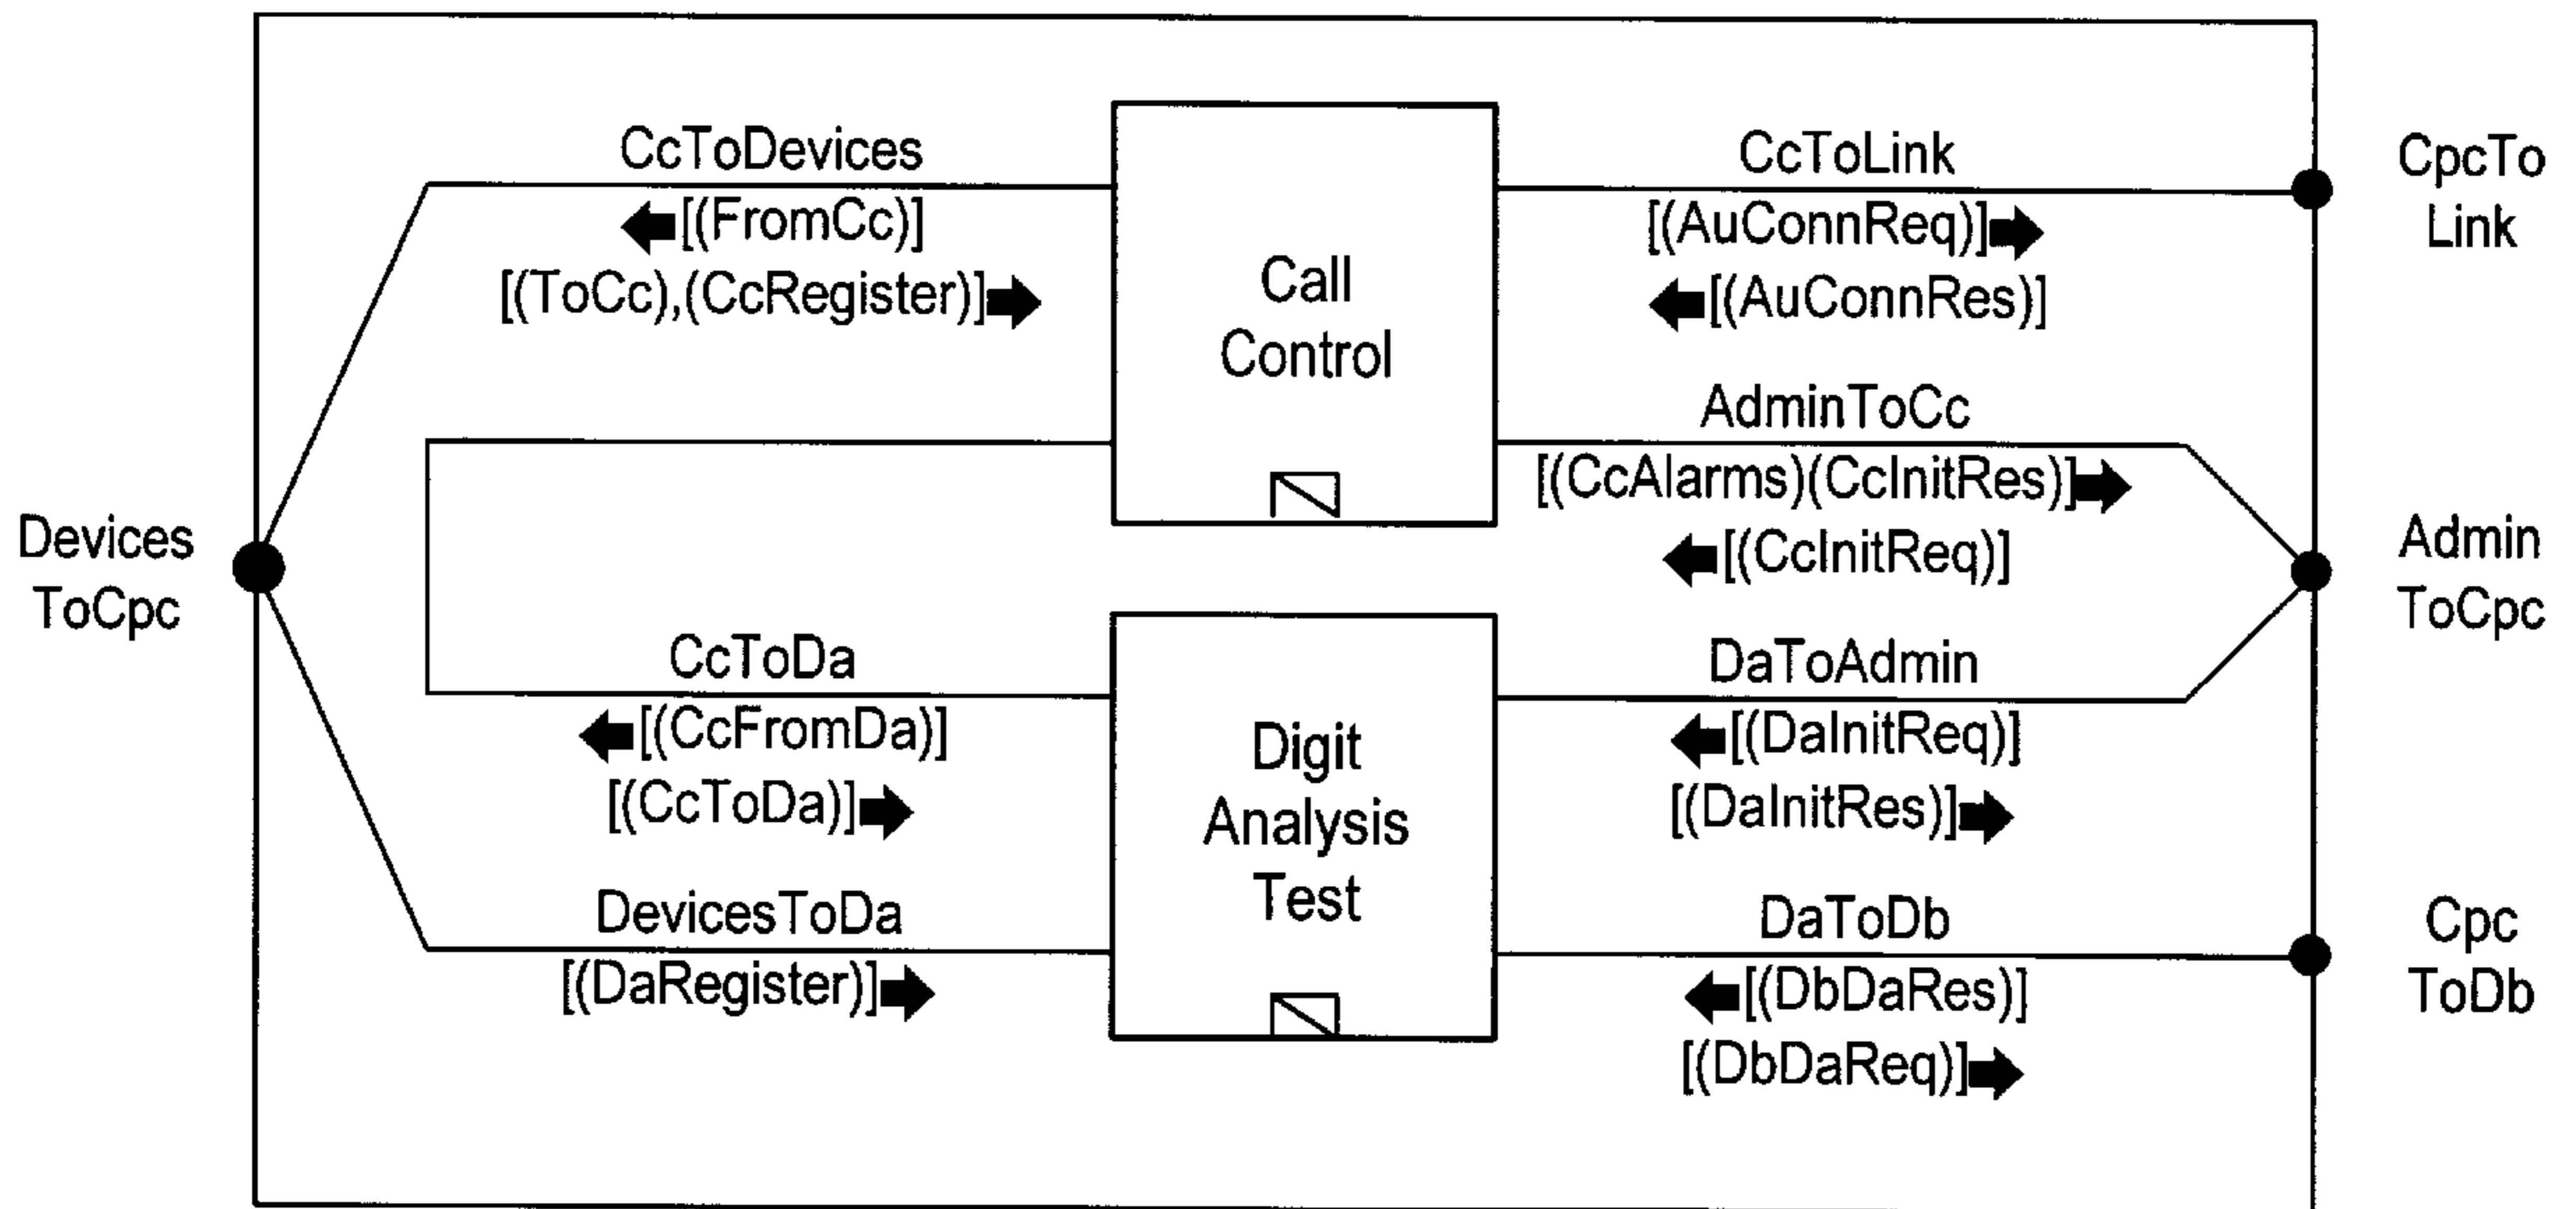 CcToDevices
[(FromCc)]
[(ToCc),(CcRegister)]
Call
Control
CcToLink
[(AuConnReq)]
[(AuConnRes)]
CpcTo
Link
AdminToCc
[(CcAlarms)(CcInitRes)]
[(CcInitReq)]
Devices
ToCpc
Admin
ToCpc
CcToDa
[(CcFromDa)]
[(CcToDa)]
Digit
Analysis
Test
DaToAdmin
[(DaInitReq)]
[(DaInitRes)]
DevicesToDa
[(DaRegister)]
DaToDb
[(DbDaRes)]
[(DbDaReq)]
Cpc
ToDb